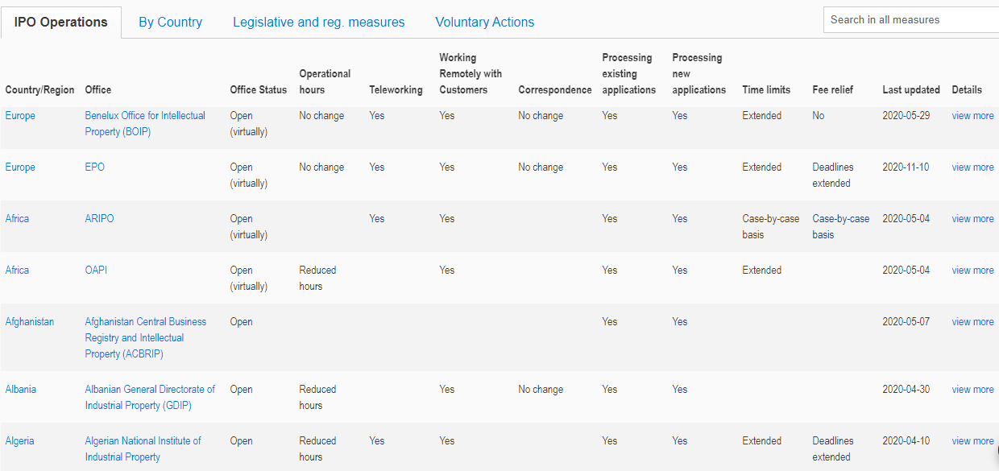 IPO Operations By Country Legislative and reg. measures Voluntary Actions Search in all measures
Country/Region Office Office Status Operational hours Teleworking Working Remotely with Customers Correspondence Processing existing applications Processing new applications Time limits Fee relief Last updated Details
Europe Benelux Office for Intellectual Open No change Yes Yes No change Yes Yes Extended No 2020-05-29 view more
Property (BOIP) (virtually)
Europe EPO Open No change Yes Yes No change Yes Yes Extended Deadlines 2020-11-10 view more
(virtually) extended
Africa ARIPO Open Yes Yes Yes Yes Case-by-case Case-by-case 2020-05-04 view more
(virtually) basis basis
Africa OAPI Open Reduced Yes Yes Yes Extended 2020-05-04 view more
(virtually) hours
Afghanistan Afghanistan Central Business Open Yes Yes 2020-05-07 view more
Registry and Intellectual
Property (ACBRIP)
Albania Albanian General Directorate of Open Reduced Yes No change Yes Yes 2020-04-30 view more
Industrial Property (GDIP) hours
Algeria Algerian National Institute of Open Reduced Yes Yes Yes Yes Extended Deadlines 2020-04-10 view more
Industrial Property hours extended